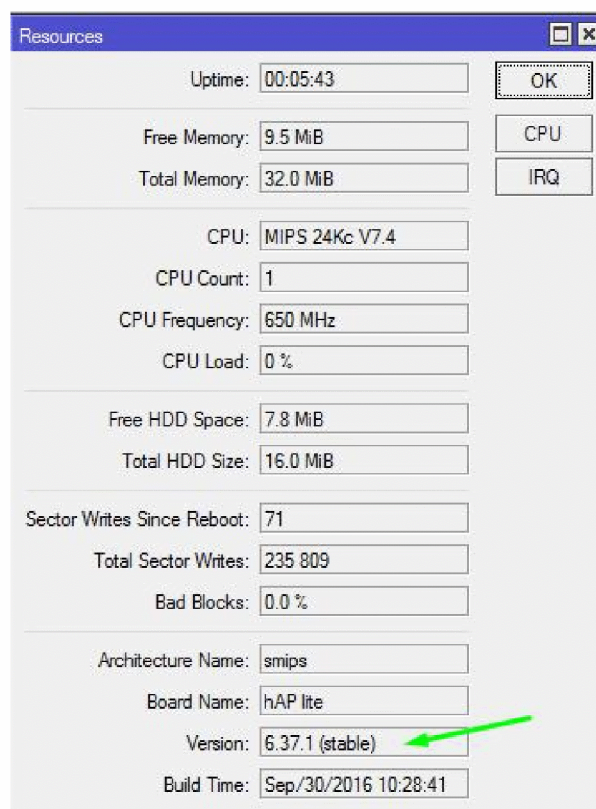 Resources
Uptime: 00:05:43
OK
Free Memory: 9.5 MiB
CPU
Total Memory: 32.0 MiB
IRQ
CPU: MIPS 24Kc V7.4
CPU Count: 1
CPU Frequency: 650 MHz
CPU Load: 0 %
Free HDD Space: 7.8 MiB
Total HDD Size: 16.0 MiB
Sector Writes Since Reboot: 71
Total Sector Writes: 235 809
Bad Blocks: 0.0 %
Architecture Name: smips
Board Name: hAP lite
Version: 6.37.1 (stable)
Build Time: Sep/30/2016 10:28:41